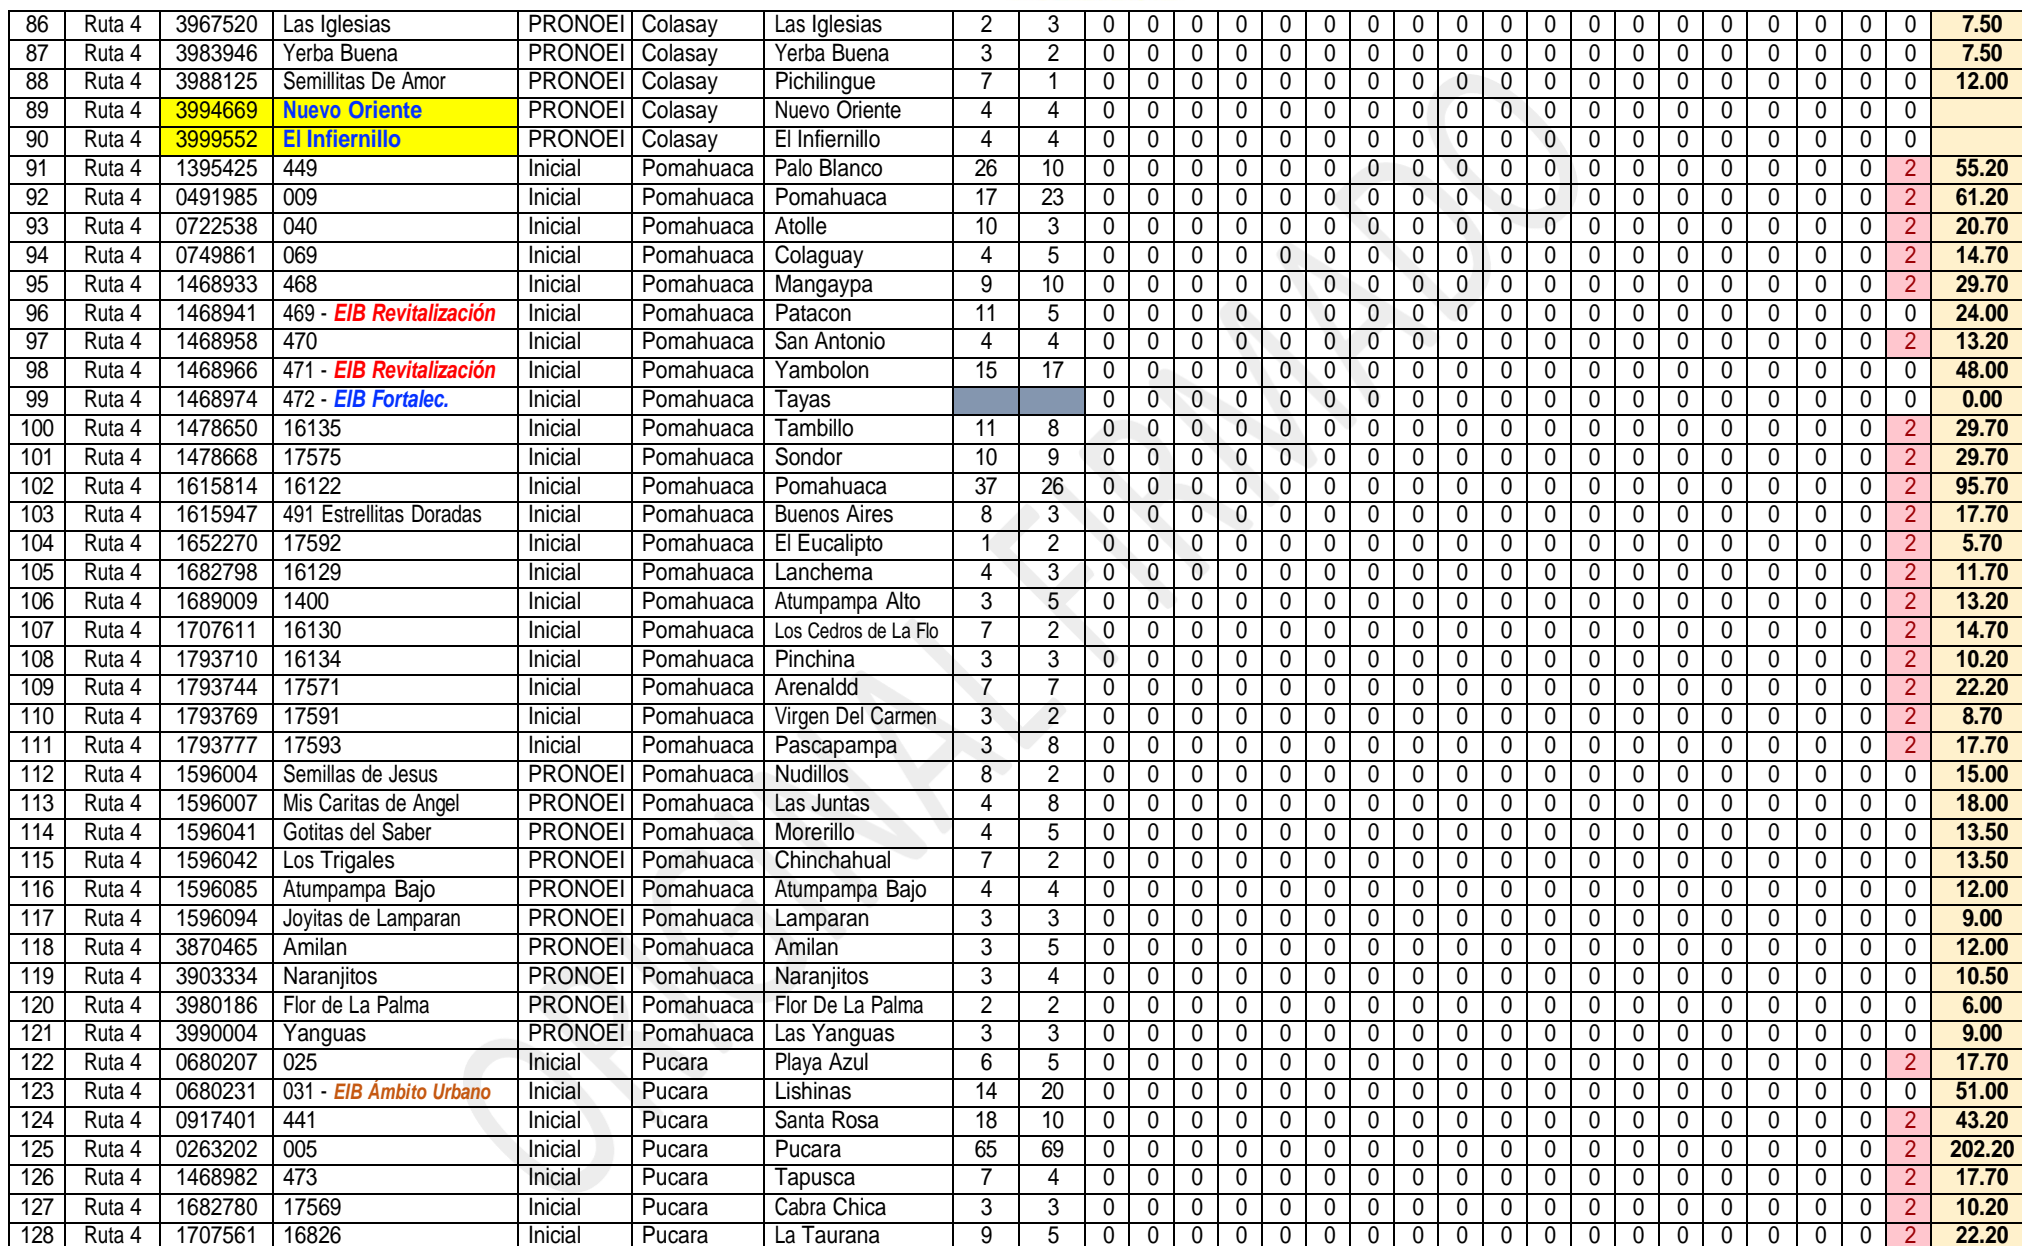 86 Ruta 4 3967520 Las Iglesias PRONOEI Colasay Las Iglesias 2 3 0 0 0 0 0 0 0 0 0 0 0 0 0 0 0 0 0 0 0 7.50
87 Ruta 4 3983946 Yerba Buena PRONOEI Colasay Yerba Buena 3 2 0 0 0 0 0 0 0 0 0 0 0 0 0 0 0 0 0 0 0 7.50
88 Ruta 4 3988125 Semillitas De Amor PRONOEI Colasay Pichilingue 7 1 0 0 0 0 0 0 0 0 0 0 0 0 0 0 0 0 0 0 0 12.00
89 Ruta 4 3994669 Nuevo Oriente PRONOEI Colasay Nuevo Oriente 4 4 0 0 0 0 0 0 0 0 0 0 0 0 0 0 0 0 0 0 0
90 Ruta 4 3999552 El Infiernillo PRONOEI Colasay El Infiernillo 4 4 0 0 0 0 0 0 0 0 0 0 0 0 0 0 0 0 0 0 0
91 Ruta 4 1395425 449 Inicial Pomahuaca Palo Blanco 26 10 0 0 0 0 0 0 0 0 0 0 0 0 0 0 0 0 0 0 2 55.20
92 Ruta 4 0491985 009 Inicial Pomahuaca Pomahuaca 17 23 0 0 0 0 0 0 0 0 0 0 0 0 0 0 0 0 0 0 2 61.20
93 Ruta 4 0722538 040 Inicial Pomahuaca Atolle 10 3 0 0 0 0 0 0 0 0 0 0 0 0 0 0 0 0 0 0 2 20.70
94 Ruta 4 0749861 069 Inicial Pomahuaca Colaguay 4 5 0 0 0 0 0 0 0 0 0 0 0 0 0 0 0 0 0 0 2 14.70
95 Ruta 4 1468933 468 Inicial Pomahuaca Mangaypa 9 10 0 0 0 0 0 0 0 0 0 0 0 0 0 0 0 0 0 0 2 29.70
96 Ruta 4 1468941 469 - EIB Revitalización Inicial Pomahuaca Patacon 11 5 0 0 0 0 0 0 0 0 0 0 0 0 0 0 0 0 0 0 0 24.00
97 Ruta 4 1468958 470 Inicial Pomahuaca San Antonio 4 4 0 0 0 0 0 0 0 0 0 0 0 0 0 0 0 0 0 0 2 13.20
98 Ruta 4 1468966 471 - EIB Revitalización Inicial Pomahuaca Yambolon 15 17 0 0 0 0 0 0 0 0 0 0 0 0 0 0 0 0 0 0 0 48.00
99 Ruta 4 1468974 472 - EIB Fortalec. Inicial Pomahuaca Tayas 0 0 0 0 0 0 0 0 0 0 0 0 0 0 0 0 0 0 0 0.00
100 Ruta 4 1478650 16135 Inicial Pomahuaca Tambillo 11 8 0 0 0 0 0 0 0 0 0 0 0 0 0 0 0 0 0 0 2 29.70
101 Ruta 4 1478668 17575 Inicial Pomahuaca Sondor 10 9 0 0 0 0 0 0 0 0 0 0 0 0 0 0 0 0 0 0 2 29.70
102 Ruta 4 1615814 16122 Inicial Pomahuaca Pomahuaca 37 26 0 0 0 0 0 0 0 0 0 0 0 0 0 0 0 0 0 0 2 95.70
103 Ruta 4 1615947 491 Estrellitas Doradas Inicial Pomahuaca Buenos Aires 8 3 0 0 0 0 0 0 0 0 0 0 0 0 0 0 0 0 0 0 2 17.70
104 Ruta 4 1652270 17592 Inicial Pomahuaca El Eucalipto 1 2 0 0 0 0 0 0 0 0 0 0 0 0 0 0 0 0 0 0 2 5.70
105 Ruta 4 1682798 16129 Inicial Pomahuaca Lanchema 4 3 0 0 0 0 0 0 0 0 0 0 0 0 0 0 0 0 0 0 2 11.70
106 Ruta 4 1689009 1400 Inicial Pomahuaca Atumpampa Alto 3 5 0 0 0 0 0 0 0 0 0 0 0 0 0 0 0 0 0 0 2 13.20
107 Ruta 4 1707611 16130 Inicial Pomahuaca Los Cedros de La Flo 7 2 0 0 0 0 0 0 0 0 0 0 0 0 0 0 0 0 0 0 2 14.70
108 Ruta 4 1793710 16134 Inicial Pomahuaca Pinchina 3 3 0 0 0 0 0 0 0 0 0 0 0 0 0 0 0 0 0 0 2 10.20
109 Ruta 4 1793744 17571 Inicial Pomahuaca Arenaldd 7 7 0 0 0 0 0 0 0 0 0 0 0 0 0 0 0 0 0 0 2 22.20
110 Ruta 4 1793769 17591 Inicial Pomahuaca Virgen Del Carmen 3 2 0 0 0 0 0 0 0 0 0 0 0 0 0 0 0 0 0 0 2 8.70
111 Ruta 4 1793777 17593 Inicial Pomahuaca Pascapampa 3 8 0 0 0 0 0 0 0 0 0 0 0 0 0 0 0 0 0 0 2 17.70
112 Ruta 4 1596004 Semillas de Jesus PRONOEI Pomahuaca Nudillos 8 2 0 0 0 0 0 0 0 0 0 0 0 0 0 0 0 0 0 0 0 15.00
113 Ruta 4 1596007 Mis Caritas de Angel PRONOEI Pomahuaca Las Juntas 4 8 0 0 0 0 0 0 0 0 0 0 0 0 0 0 0 0 0 0 0 18.00
114 Ruta 4 1596041 Gotitas del Saber PRONOEI Pomahuaca Morerillo 4 5 0 0 0 0 0 0 0 0 0 0 0 0 0 0 0 0 0 0 0 13.50
115 Ruta 4 1596042 Los Trigales PRONOEI Pomahuaca Chinchahual 7 2 0 0 0 0 0 0 0 0 0 0 0 0 0 0 0 0 0 0 0 13.50
116 Ruta 4 1596085 Atumpampa Bajo PRONOEI Pomahuaca Atumpampa Bajo 4 4 0 0 0 0 0 0 0 0 0 0 0 0 0 0 0 0 0 0 0 12.00
117 Ruta 4 1596094 Joyitas de Lamparan PRONOEI Pomahuaca Lamparan 3 3 0 0 0 0 0 0 0 0 0 0 0 0 0 0 0 0 0 0 0 9.00
118 Ruta 4 3870465 Amilan PRONOEI Pomahuaca Amilan 3 5 0 0 0 0 0 0 0 0 0 0 0 0 0 0 0 0 0 0 0 12.00
119 Ruta 4 3903334 Naranjitos PRONOEI Pomahuaca Naranjitos 3 4 0 0 0 0 0 0 0 0 0 0 0 0 0 0 0 0 0 0 0 10.50
120 Ruta 4 3980186 Flor de La Palma PRONOEI Pomahuaca Flor De La Palma 2 2 0 0 0 0 0 0 0 0 0 0 0 0 0 0 0 0 0 0 0 6.00
121 Ruta 4 3990004 Yanguas PRONOEI Pomahuaca Las Yanguas 3 3 0 0 0 0 0 0 0 0 0 0 0 0 0 0 0 0 0 0 0 9.00
122 Ruta 4 0680207 025 Inicial Pucara Playa Azul 6 5 0 0 0 0 0 0 0 0 0 0 0 0 0 0 0 0 0 0 2 17.70
123 Ruta 4 0680231 031 - EIB Ámbito Urbano Inicial Pucara Lishinas 14 20 0 0 0 0 0 0 0 0 0 0 0 0 0 0 0 0 0 0 0 51.00
124 Ruta 4 0917401 441 Inicial Pucara Santa Rosa 18 10 0 0 0 0 0 0 0 0 0 0 0 0 0 0 0 0 0 0 2 43.20
125 Ruta 4 0263202 005 Inicial Pucara Pucara 65 69 0 0 0 0 0 0 0 0 0 0 0 0 0 0 0 0 0 0 2 202.20
126 Ruta 4 1468982 473 Inicial Pucara Tapusca 7 4 0 0 0 0 0 0 0 0 0 0 0 0 0 0 0 0 0 0 2 17.70
127 Ruta 4 1682780 17569 Inicial Pucara Cabra Chica 3 3 0 0 0 0 0 0 0 0 0 0 0 0 0 0 0 0 0 0 2 10.20
128 Ruta 4 1707561 16826 Inicial Pucara La Taurana 9 5 0 0 0 0 0 0 0 0 0 0 0 0 0 0 0 0 0 0 2 22.20
ORIGINAL FIRMADO